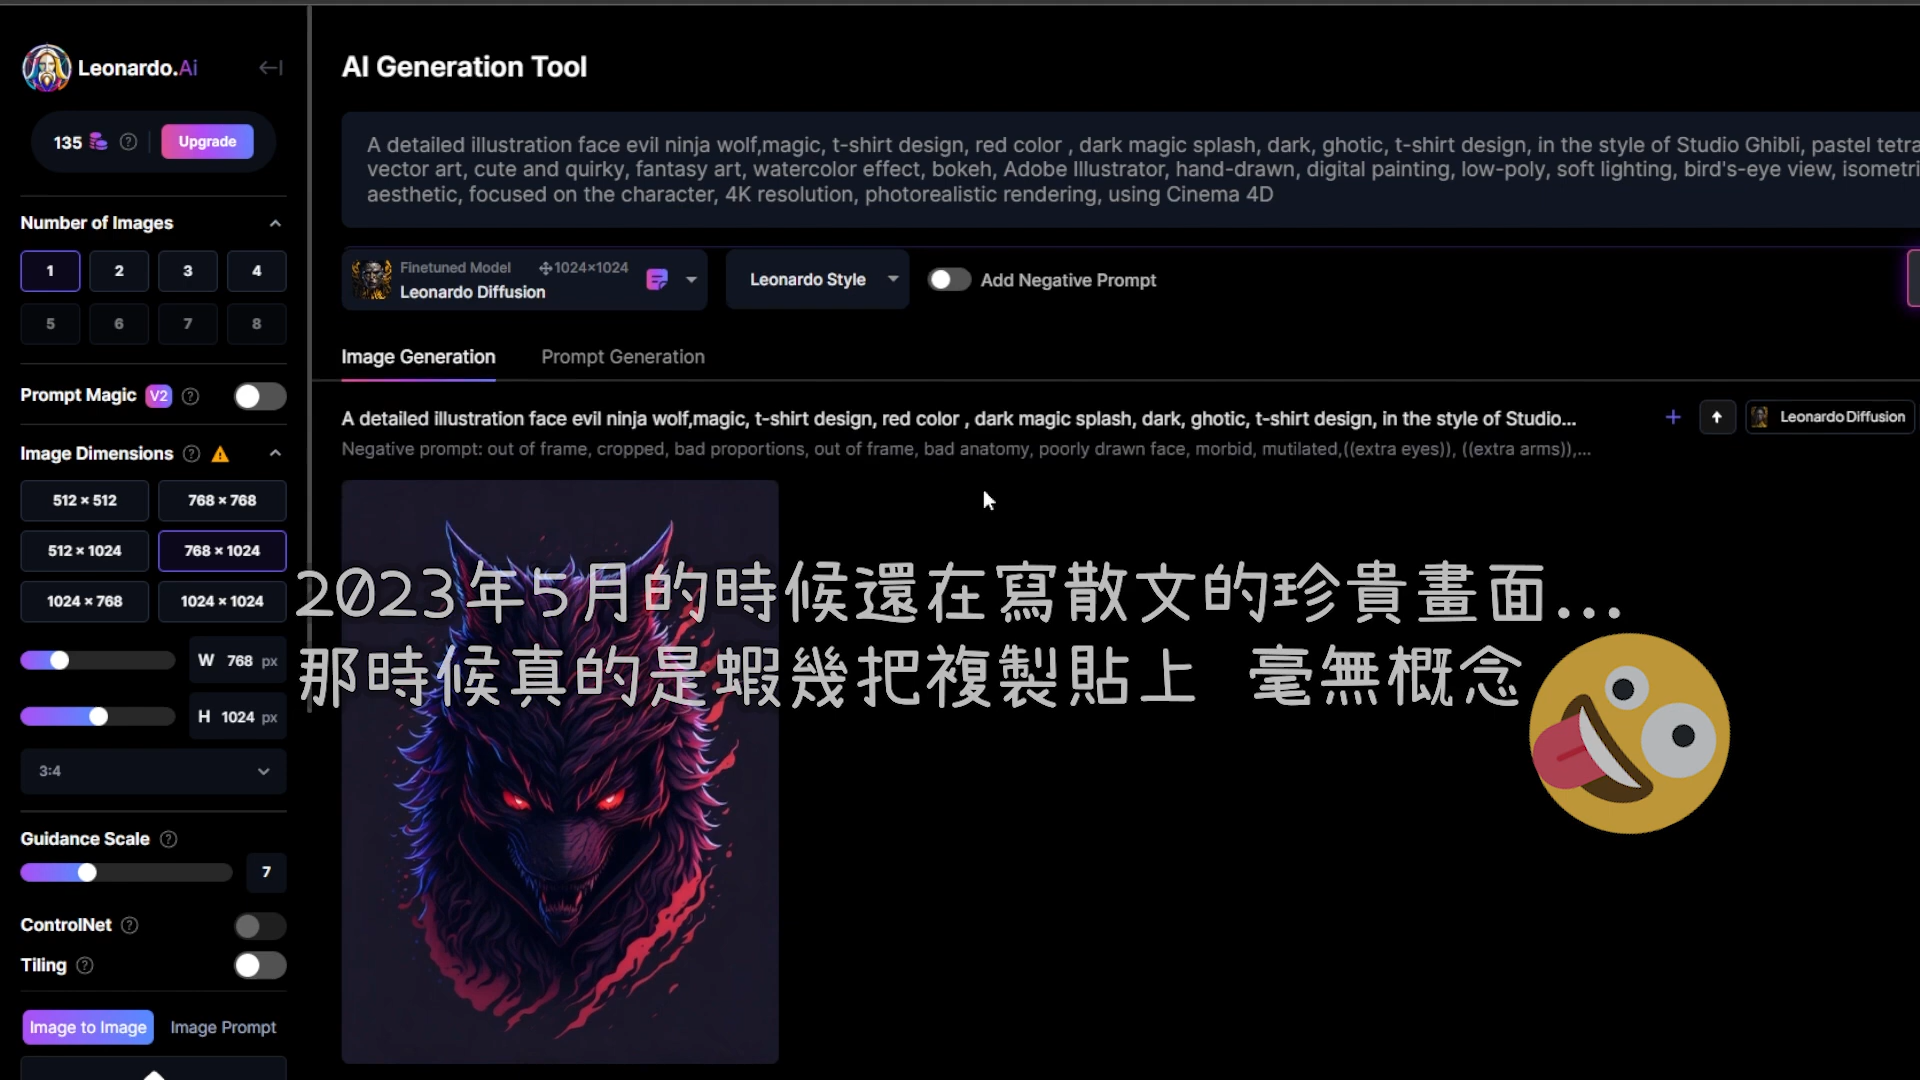 Leonardo.Ai
135
Upgrade
Number of Images
1 2 3 4
5 6 7 8
Prompt Magic V2
Image Dimensions
512 × 512 768 × 768
512 × 1024 768 × 1024
1024 × 768 1024 × 1024
W 768 px
H 1024 px
3:4
Guidance Scale
7
ControlNet
Tiling
Image to Image Image Prompt
AI Generation Tool
A detailed illustration face evil ninja wolf,magic, t-shirt design, red color , dark magic splash, dark, ghotic, t-shirt design, in the style of Studio Ghibli, pastel tetra
vector art, cute and quirky, fantasy art, watercolor effect, bokeh, Adobe Illustrator, hand-drawn, digital painting, low-poly, soft lighting, bird's-eye view, isometri
aesthetic, focused on the character, 4K resolution, photorealistic rendering, using Cinema 4D
Finetuned Model 1024×1024
Leonardo Diffusion
Leonardo Style
Add Negative Prompt
Image Generation Prompt Generation
A detailed illustration face evil ninja wolf,magic, t-shirt design, red color , dark magic splash, dark, ghotic, t-shirt design, in the style of Studio...
Leonardo Diffusion
Negative prompt: out of frame, cropped, bad proportions, out of frame, bad anatomy, poorly drawn face, morbid, mutilated,((extra eyes)), ((extra arms)),...
2023年5月的時候還在寫散文的珍貴畫面...
那時候真的是蝦幾把複製貼上 毫無概念